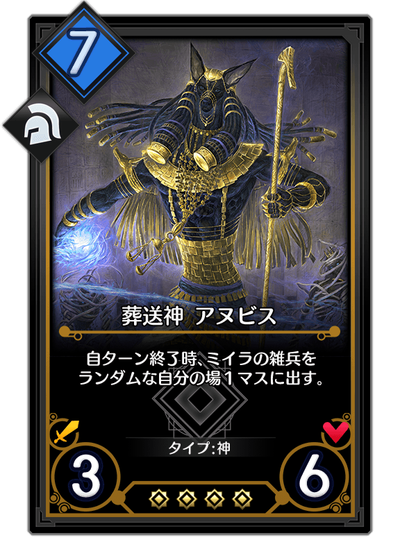 7
葬送神 アヌビス
自ターン終了時、ミイラの雑兵を
ランダムな自分の場1マスに出す。
タイプ:神
3
6